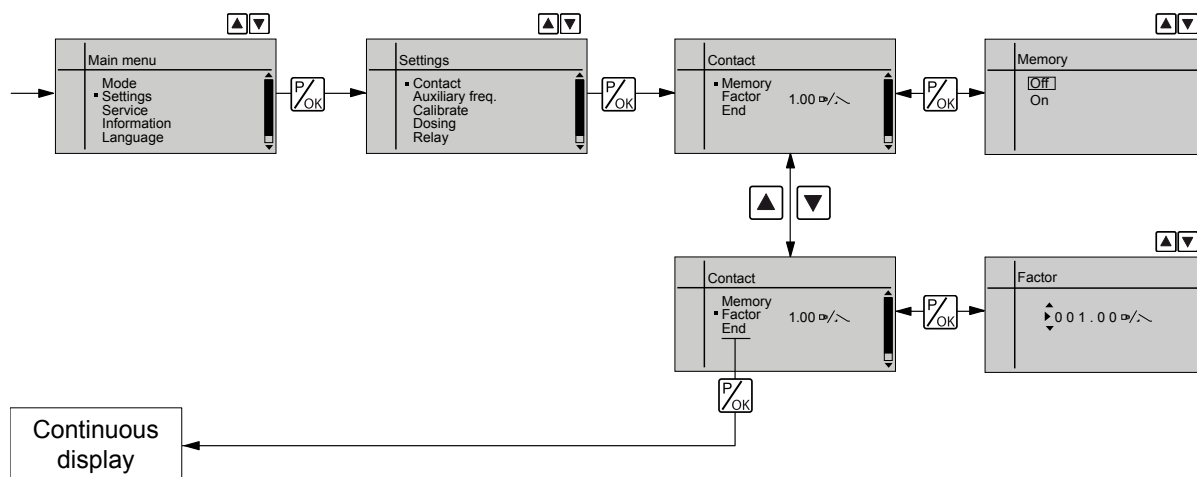 Main menu
Mode
Settings
Service
Information
Language
P/OK
Settings
Contact
Auxiliary freq.
Calibrate
Dosing
Relay
P/OK
Contact
Memory
Factor 1.00
End
P/OK
Memory
Off
On
Contact
Memory
Factor 1.00
End
P/OK
Factor
001.00
P/OK
Continuous
display